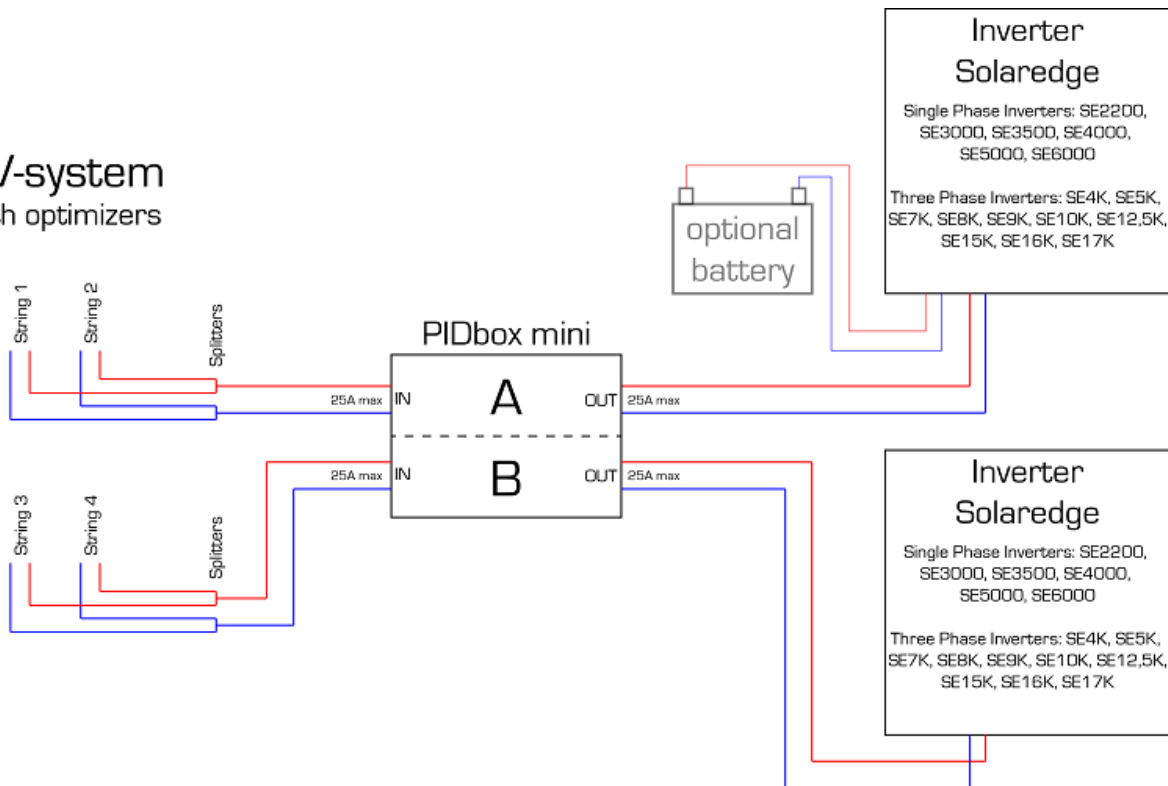 V-system
h optimizers
String 1
String 2
Splitters
String 3
String 4
Splitters
PIDbox mini
25A max
IN
A
OUT
25A max
25A max
IN
B
OUT
25A max
optional
battery
Inverter
Solaredge
Single Phase Inverters: SE2200,
SE3000, SE3500, SE4000,
SE5000, SE6000
Three Phase Inverters: SE4K, SE5K,
SE7K, SE8K, SE9K, SE10K, SE12,5K,
SE15K, SE16K, SE17K
Inverter
Solaredge
Single Phase Inverters: SE2200,
SE3000, SE3500, SE4000,
SE5000, SE6000
Three Phase Inverters: SE4K, SE5K,
SE7K, SE8K, SE9K, SE10K, SE12,5K,
SE15K, SE16K, SE17K